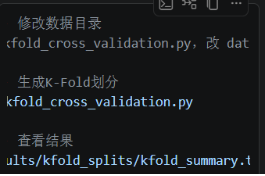 修改数据目录
kfold_cross_validation.py，改 dat
生成K-Fold划分
kfold_cross_validation.py
查看结果
ults/kfold_splits/kfold_summary.t